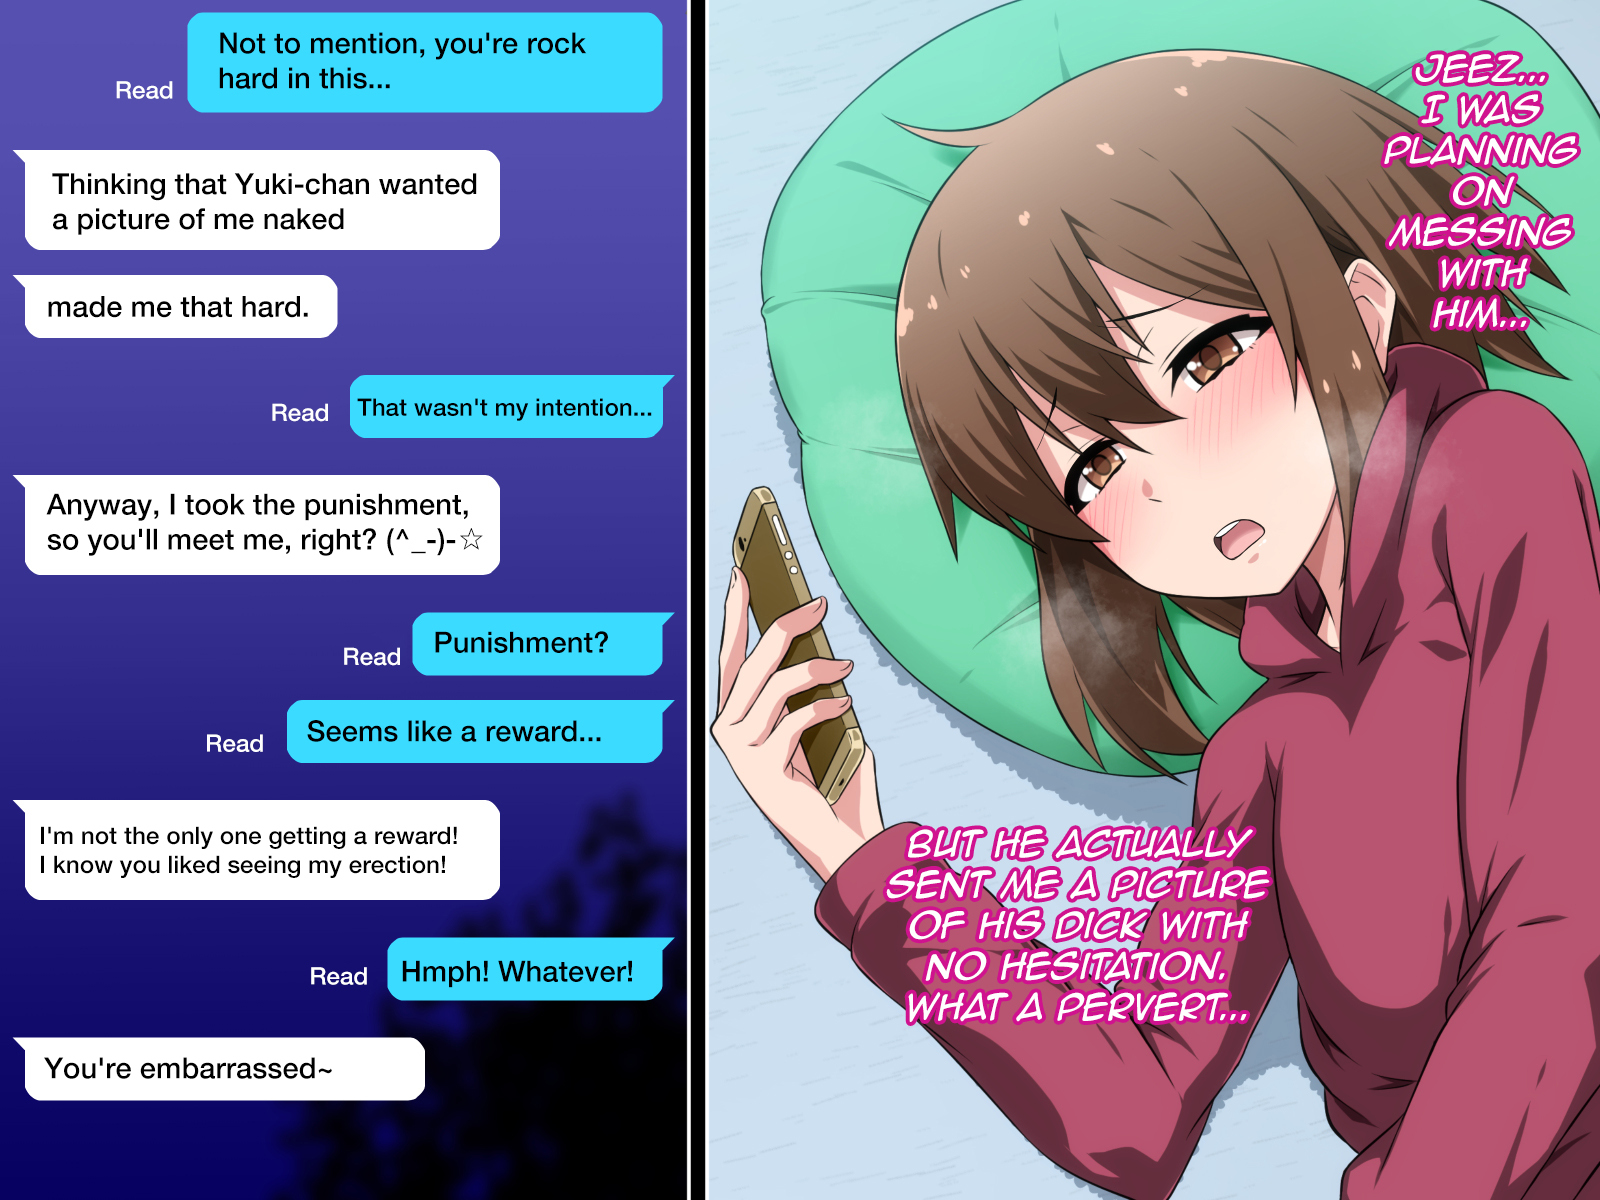 Not to mention, you're rock
hard in this...
Read
Thinking that Yuki-chan wanted
a picture of me naked
made me that hard.
That wasn't my intention...
Read
Anyway, I took the punishment,
so you'll meet me, right? (^_-)-☆
Punishment?
Read
Seems like a reward...
Read
I'm not the only one getting a reward!
I know you liked seeing my erection!
Hmph! Whatever!
Read
You're embarrassed~
JEEZ...
I WAS
PLANNING
ON
MESSING
WITH
HIM...
BUT HE ACTUALLY
SENT ME A PICTURE
OF HIS DICK WITH
NO HESITATION.
WHAT A PERVERT...